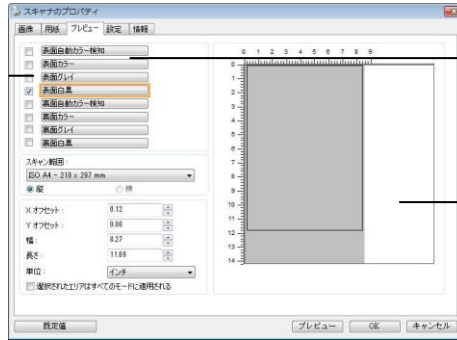 スキャナのプロパティ
画像 用紙 プレビュー 設定 情報
表面自動カラー検知
表面カラー
表面グレイ
表面白黒
裏面自動カラー検知
裏面カラー
裏面グレイ
裏面白黒
スキャン範囲:
ISO A4 - 210 x 297 mm
縦 横
Xオフセット: 0.12
Yオフセット: 0.00
幅: 8.27
長さ: 11.69
単位: インチ
選択されたエリアはすべてのモードに適用される
0 1 2 3 4 5 6 7 8 9
0
1
2
3
4
5
6
7
8
9
10
11
12
13
14
既定値 プレビュー OK キャンセル